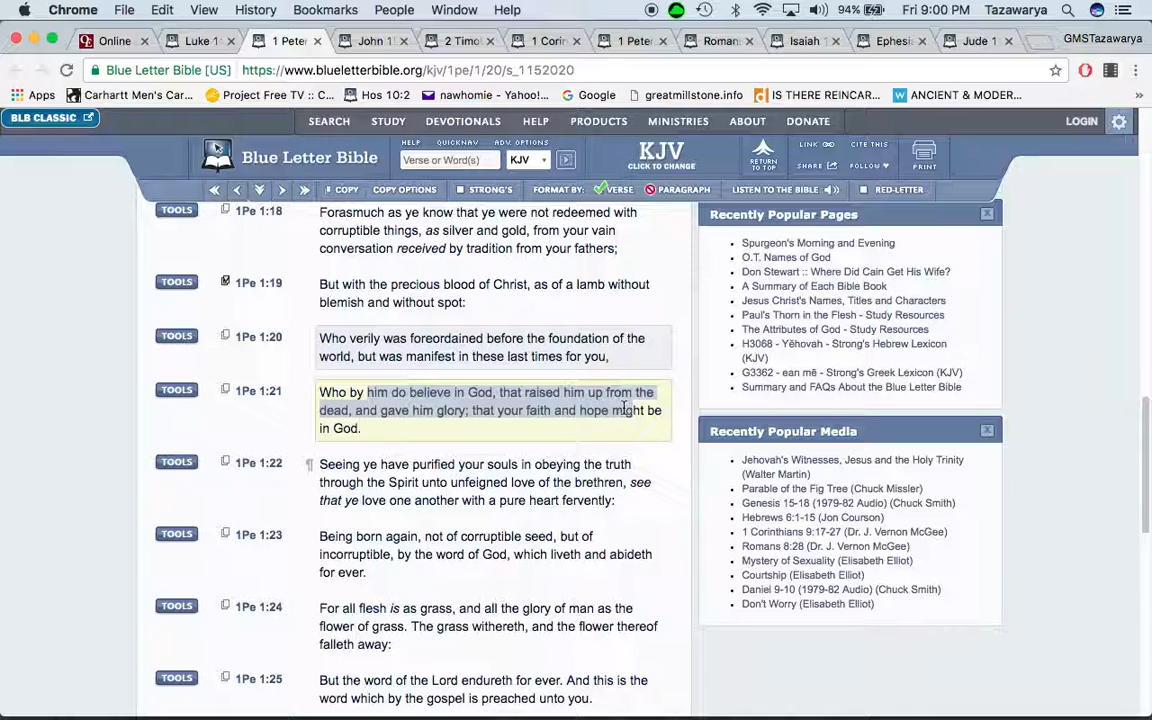 Chrome File Edit View History Bookmarks People Window Help 94% Fri 9:00 PM Tazawarya
Online Luke 1 1 Peter John 1 2 Timo 1 Corin 1 Peter Romans Isaiah 1 Ephesi Jude 1 GMSTazawarya
Blue Letter Bible [US] https://www.blueletterbible.org/kjv/1pe/1/20/s_1152020
Apps Carhartt Men's Car... Project Free TV :: C... Hos 10:2 nawhomie - Yahoo!... Google greatmillstone.info IS THERE REINCAR... ANCIENT & MODER... »
BLB CLASSIC SEARCH STUDY DEVOTIONALS HELP PRODUCTS MINISTRIES ABOUT DONATE LOGIN
HELP QUICKNAV ADV. OPTIONS
Blue Letter Bible Verse or Word(s) KJV
KJV
CLICK TO CHANGE
RETURN
TO TOP
LINK CITE THIS
SHARE FOLLOW
PRINT
COPY COPY OPTIONS STRONG'S FORMAT BY: VERSE PARAGRAPH LISTEN TO THE BIBLE RED-LETTER
TOOLS 1Pe 1:18 Forasmuch as ye know that ye were not redeemed with
corruptible things, as silver and gold, from your vain
conversation received by tradition from your fathers;
TOOLS 1Pe 1:19 But with the precious blood of Christ, as of a lamb without
blemish and without spot:
TOOLS 1Pe 1:20 Who verily was foreordained before the foundation of the
world, but was manifest in these last times for you,
TOOLS 1Pe 1:21 Who by him do believe in God, that raised him up from the
dead, and gave him glory; that your faith and hope might be
in God.
TOOLS 1Pe 1:22 ¶ Seeing ye have purified your souls in obeying the truth
through the Spirit unto unfeigned love of the brethren, see
that ye love one another with a pure heart fervently:
TOOLS 1Pe 1:23 Being born again, not of corruptible seed, but of
incorruptible, by the word of God, which liveth and abideth
for ever.
TOOLS 1Pe 1:24 For all flesh is as grass, and all the glory of man as the
flower of grass. The grass withereth, and the flower thereof
falleth away:
TOOLS 1Pe 1:25 But the word of the Lord endureth for ever. And this is the
word which by the gospel is preached unto you.
Recently Popular Pages
Spurgeon's Morning and Evening
O.T. Names of God
Don Stewart :: Where Did Cain Get His Wife?
A Summary of Each Bible Book
Jesus Christ's Names, Titles and Characters
Paul's Thorn in the Flesh - Study Resources
The Attributes of God - Study Resources
H3068 - Yĕhovah - Strong's Hebrew Lexicon
(KJV)
G3362 - ean mē - Strong's Greek Lexicon (KJV)
Summary and FAQs About the Blue Letter Bible
Recently Popular Media
Jehovah's Witnesses, Jesus and the Holy Trinity
(Walter Martin)
Parable of the Fig Tree (Chuck Missler)
Genesis 15-18 (1979-82 Audio) (Chuck Smith)
Hebrews 6:1-15 (Jon Courson)
1 Corinthians 9:17-27 (Dr. J. Vernon McGee)
Romans 8:28 (Dr. J. Vernon McGee)
Mystery of Sexuality (Elisabeth Elliot)
Courtship (Elisabeth Elliot)
Daniel 9-10 (1979-82 Audio) (Chuck Smith)
Don't Worry (Elisabeth Elliot)